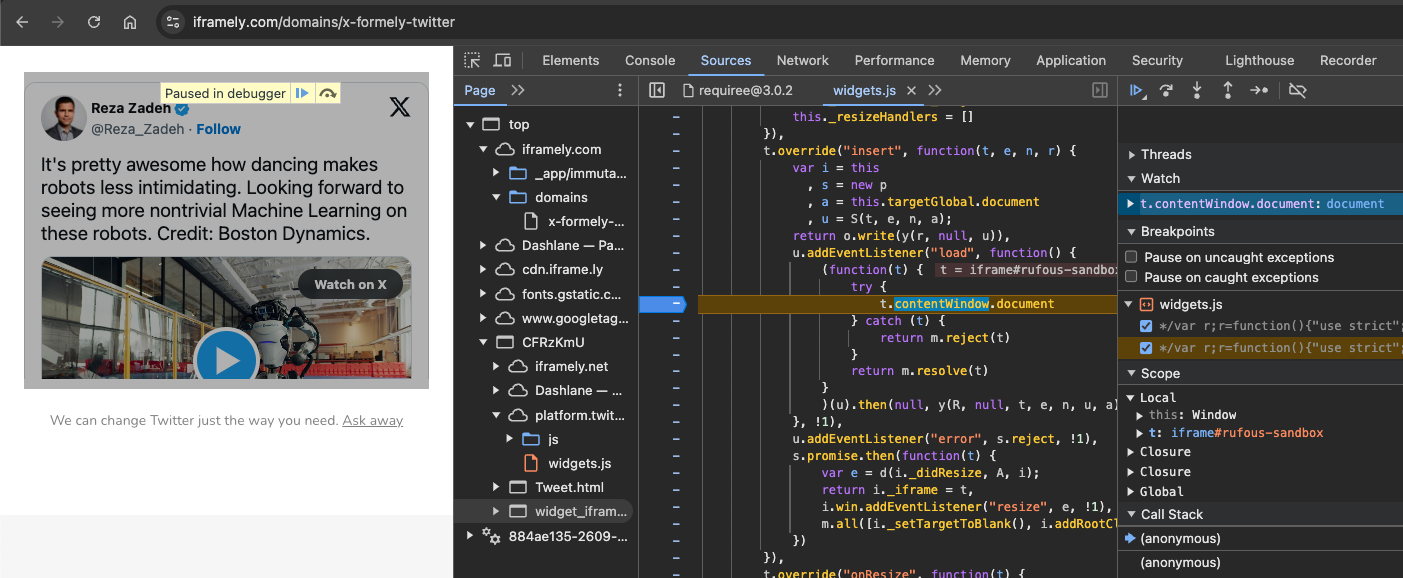 iframely.com/domains/x-formely-twitter
Paused in debugger
Reza Zadeh
@Reza_Zadeh · Follow
It's pretty awesome how dancing makes
robots less intimidating. Looking forward to
seeing more nontrivial Machine Learning on
these robots. Credit: Boston Dynamics.
Watch on X
We can change Twitter just the way you need. Ask away
Elements Console Sources Network Performance Memory Application Security Lighthouse Recorder
Page
top
iframely.com
_app/immuta...
domains
x-formely-...
Dashlane — Pa...
cdn.iframe.ly
fonts.gstatic.c...
www.googletag...
CFRzKmU
iframely.net
Dashlane — ...
platform.twit...
js
widgets.js
Tweet.html
widget_ifram...
884ae135-2609-...
requiree@3.0.2 widgets.js ×
this._resizeHandlers = []
}),
t.override("insert", function(t, e, n, r) {
var i = this
, s = new p
, a = this.targetGlobal.document
, u = S(t, e, n, a);
return o.write(y(r, null, u)),
u.addEventListener("load", function() {
(function(t) { t = iframe#rufous-sandbox
try {
t.contentWindow.document
} catch (t) {
return m.reject(t)
}
return m.resolve(t)
}
)(u).then(null, y(R, null, t, e, n, u, a)
}, !1),
u.addEventListener("error", s.reject, !1),
s.promise.then(function(t) {
var e = d(i._didResize, A, i);
return i._iframe = t,
i.win.addEventListener("resize", e, !1),
m.all([i._setTargetToBlank(), i.addRootCl
})
}),
t.override("onResize", function(t) {
Threads
Watch
t.contentWindow.document: document
Breakpoints
Pause on uncaught exceptions
Pause on caught exceptions
widgets.js
*/var r;r=function(){"use strict";
*/var r;r=function(){"use strict";
Scope
Local
this: Window
t: iframe#rufous-sandbox
Closure
Closure
Global
Call Stack
(anonymous)
(anonymous)